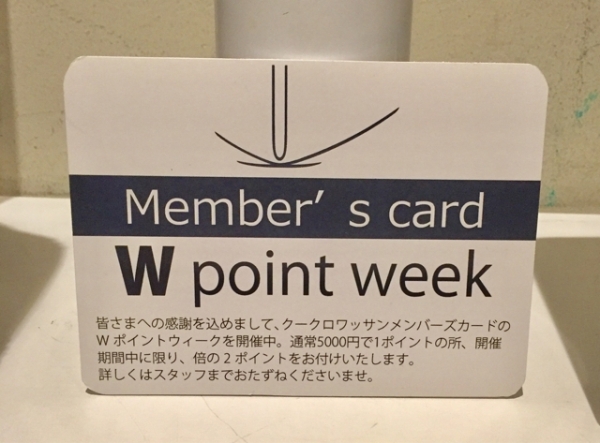 Member's card
W point week
皆さまへの感謝を込めまして、クークロワッサンメンバーズカードの
W ポイントウィークを開催中。通常5000円で1ポイントの所、開催
期間中に限り、倍の 2 ポイントをお付けいたします。
詳しくはスタッフまでおたずねくださいませ。